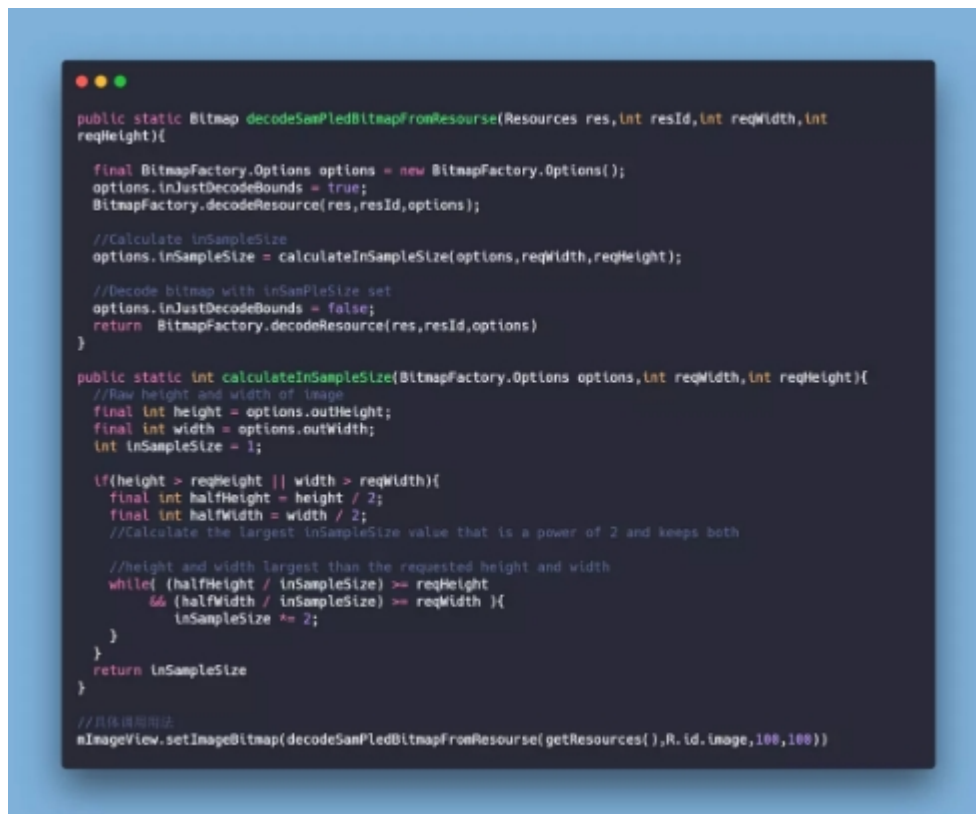 public static Bitmap decodeSamPledBitmapFromResourse(Resources res,int resId,int reqWidth,int
reqHeight){
final BitmapFactory.Options options = new BitmapFactory.Options();
options.inJustDecodeBounds = true;
BitmapFactory.decodeResource(res,resId,options);
//Calculate inSampleSize
options.inSampleSize = calculateInSampleSize(options,reqWidth,reqHeight);
//Decode bitmap with inSamPleSize set
options.inJustDecodeBounds = false;
return  BitmapFactory.decodeResource(res,resId,options)
}
public static int calculateInSampleSize(BitmapFactory.Options options,int reqWidth,int reqHeight){
//Raw height and width of image
final int height = options.outHeight;
final int width = options.outWidth;
int inSampleSize = 1;
if(height > reqHeight || width > reqWidth){
final int halfHeight = height / 2;
final int halfWidth = width / 2;
//Calculate the largest inSampleSize value that is a power of 2 and keeps both
//height and width largest than the requested height and width
while( (halfHeight / inSampleSize) >= reqHeight
&& (halfWidth / inSampleSize) >= reqWidth ){
inSampleSize *= 2;
}
}
return inSampleSize
}
//具体调用用法
mImageView.setImageBitmap(decodeSamPledBitmapFromResourse(getResources(),R.id.image,100,100))